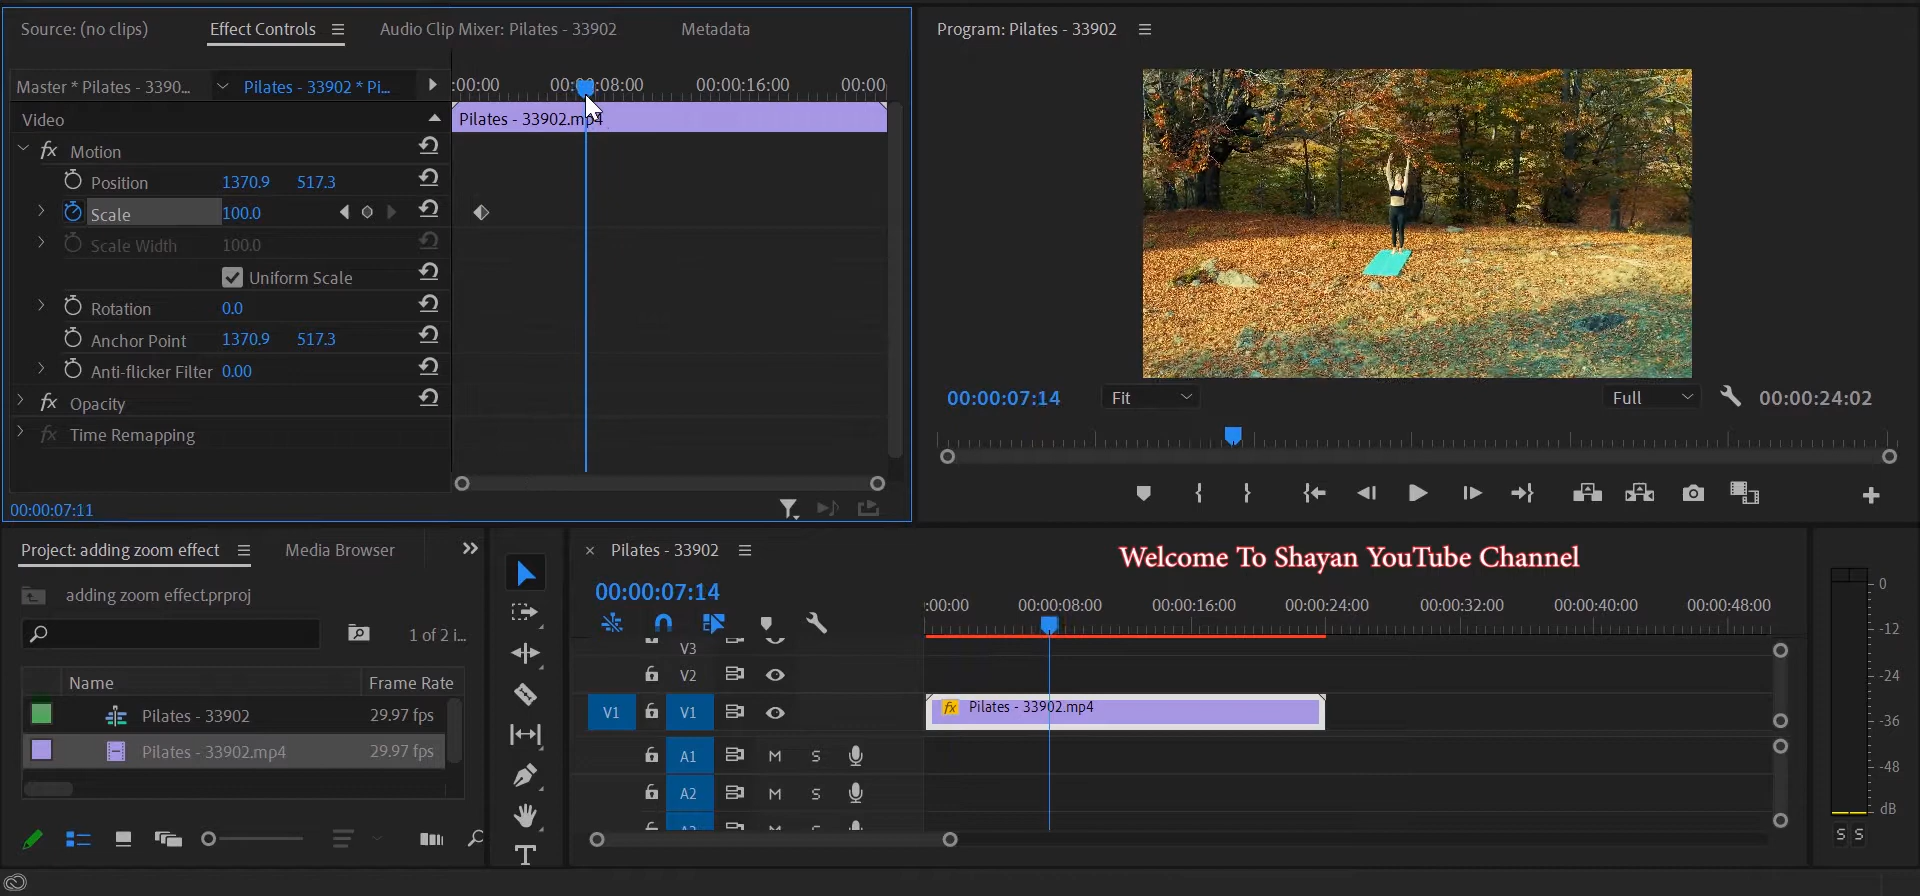 Source: (no clips)
Effect Controls
Audio Clip Mixer: Pilates - 33902
Metadata
Master * Pilates - 3390...
Pilates - 33902 * Pi...
:00:00
00:00:08:00
00:00:16:00
00:00
Video
Pilates - 33902.mp4
fx Motion
Position 1370.9 517.3
Scale 100.0
Scale Width 100.0
Uniform Scale
Rotation 0.0
Anchor Point 1370.9 517.3
Anti-flicker Filter 0.00
fx Opacity
fx Time Remapping
00:00:07:11
Program: Pilates - 33902
00:00:07:14
Fit
Full
00:00:24:02
Project: adding zoom effect
Media Browser
adding zoom effect.prproj
1 of 2 i...
Name
Frame Rate
Pilates - 33902
29.97 fps
Pilates - 33902.mp4
29.97 fps
T
× Pilates - 33902
Welcome To Shayan YouTube Channel
00:00:07:14
:00:00
00:00:08:00
00:00:16:00
00:00:24:00
00:00:32:00
00:00:40:00
00:00:48:00
V3
V2
V1
V1
fx Pilates - 33902.mp4
A1 M S
A2 M S
0
-12
-24
-36
-48
dB
S S